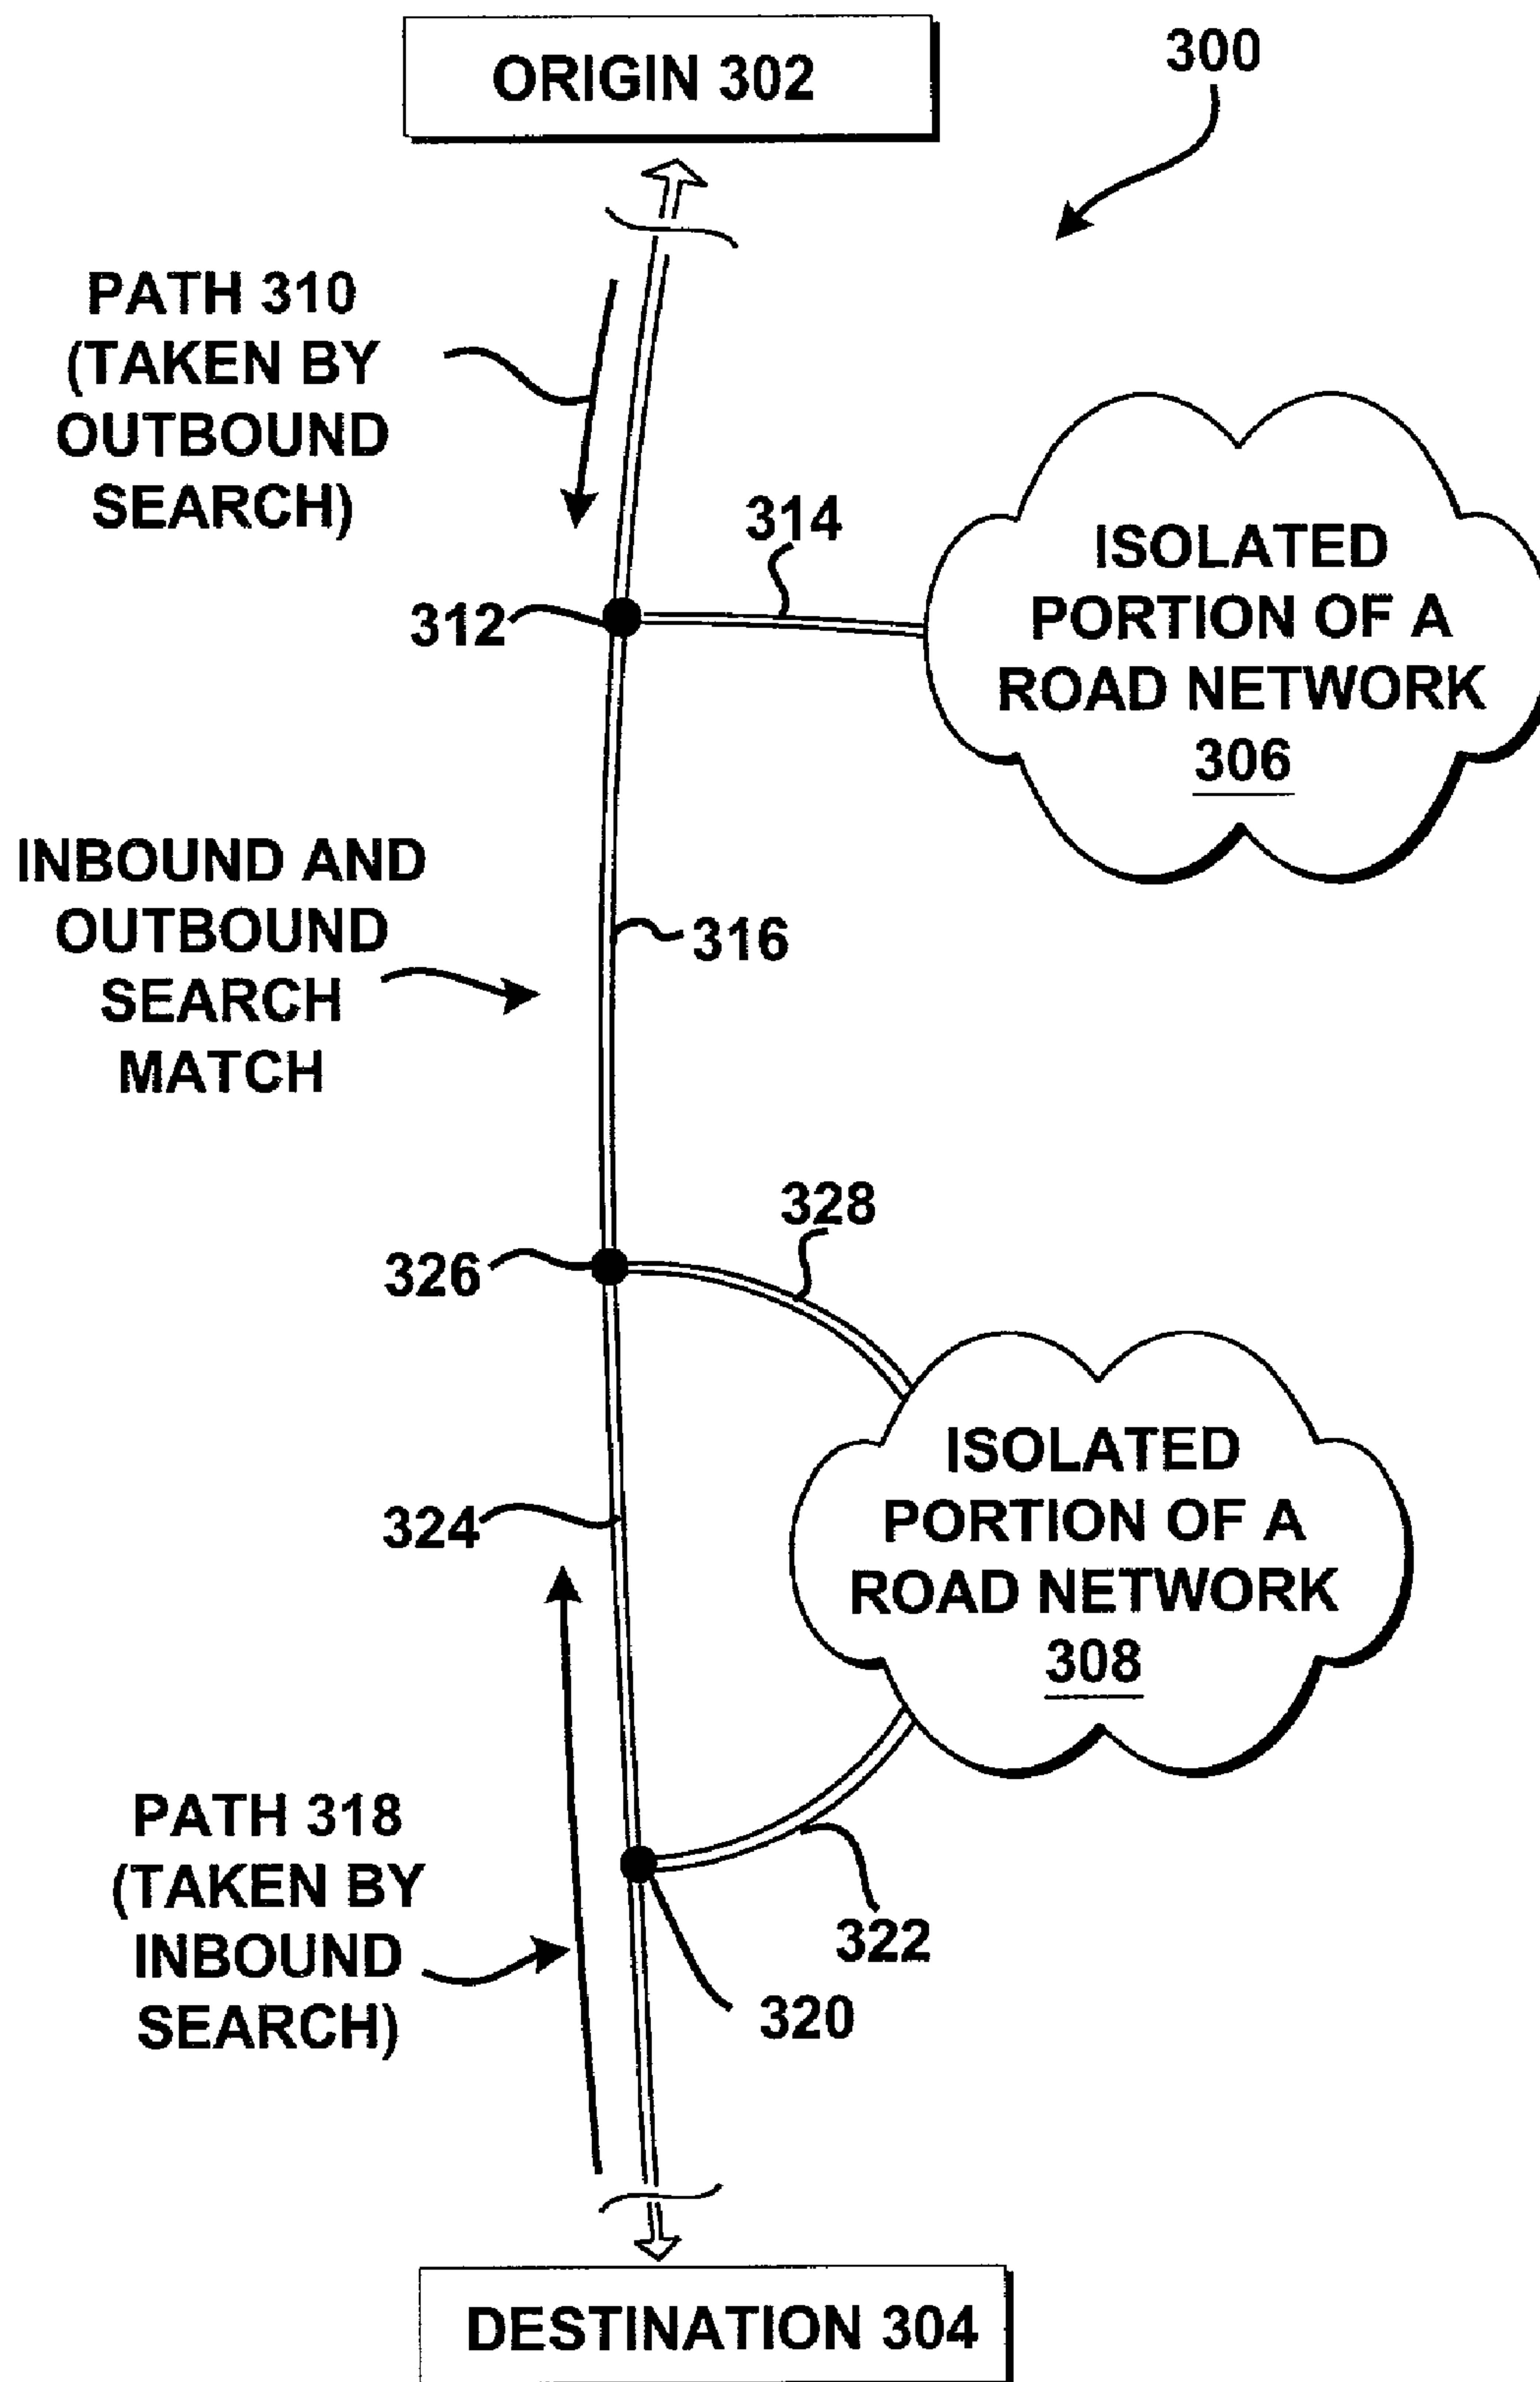 ORIGIN 302
300
PATH 310
(TAKEN BY
OUTBOUND
SEARCH)
314
312
ISOLATED
PORTION OF A
ROAD NETWORK
306
INBOUND AND
OUTBOUND
SEARCH
MATCH
316
328
326
324
ISOLATED
PORTION OF A
ROAD NETWORK
308
PATH 318
(TAKEN BY
INBOUND
SEARCH)
322
320
DESTINATION 304